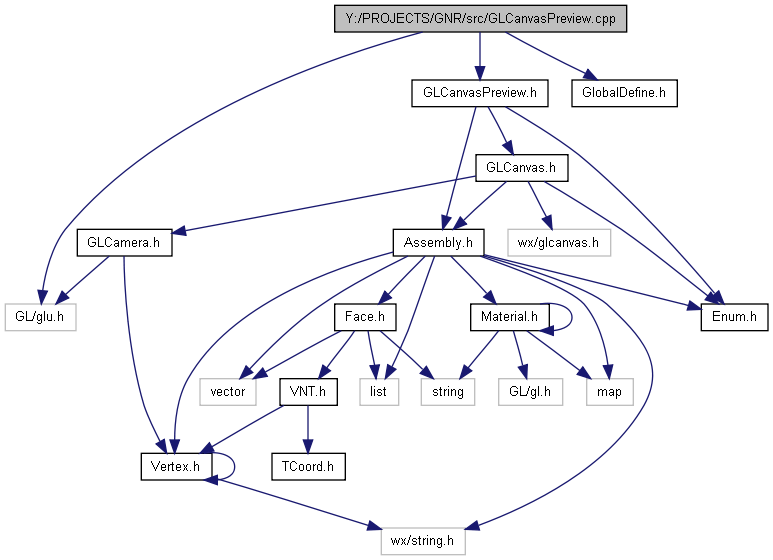 Y:/PROJECTS/GNR/src/GLCanvasPreview.cpp
GLCanvasPreview.h
GlobalDefine.h
GLCanvas.h
GLCamera.h
Assembly.h
wx/glcanvas.h
GL/glu.h
Face.h
Material.h
Enum.h
vector
VNT.h
list
string
GL/gl.h
map
Vertex.h
TCoord.h
wx/string.h